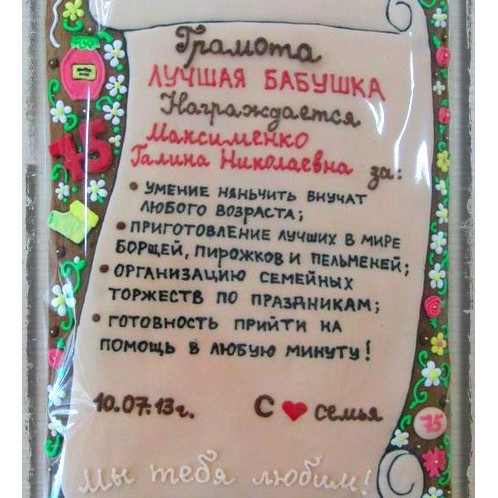 Грамота
ЛУЧШАЯ БАБУШКА
Награждается
Максименко
Галина Николаевна за:
• УМЕНИЕ НЯНЬЧИТЬ ВНУЧАТ
ЛЮБОГО ВОЗРАСТА;
• ПРИГОТОВЛЕНИЕ ЛУЧШИХ В МИРЕ
БОРЩЕЙ, ПИРОЖКОВ И ПЕЛЬМЕНЕЙ;
• ОРГАНИЗАЦИЮ СЕМЕЙНЫХ
ТОРЖЕСТВ ПО ПРАЗДНИКАМ;
• ГОТОВНОСТЬ ПРИЙТИ НА
ПОМОЩЬ В ЛЮБУЮ МИНУТУ!
10.07.13г. С ❤ семья
Мы тебя любим!
75
75